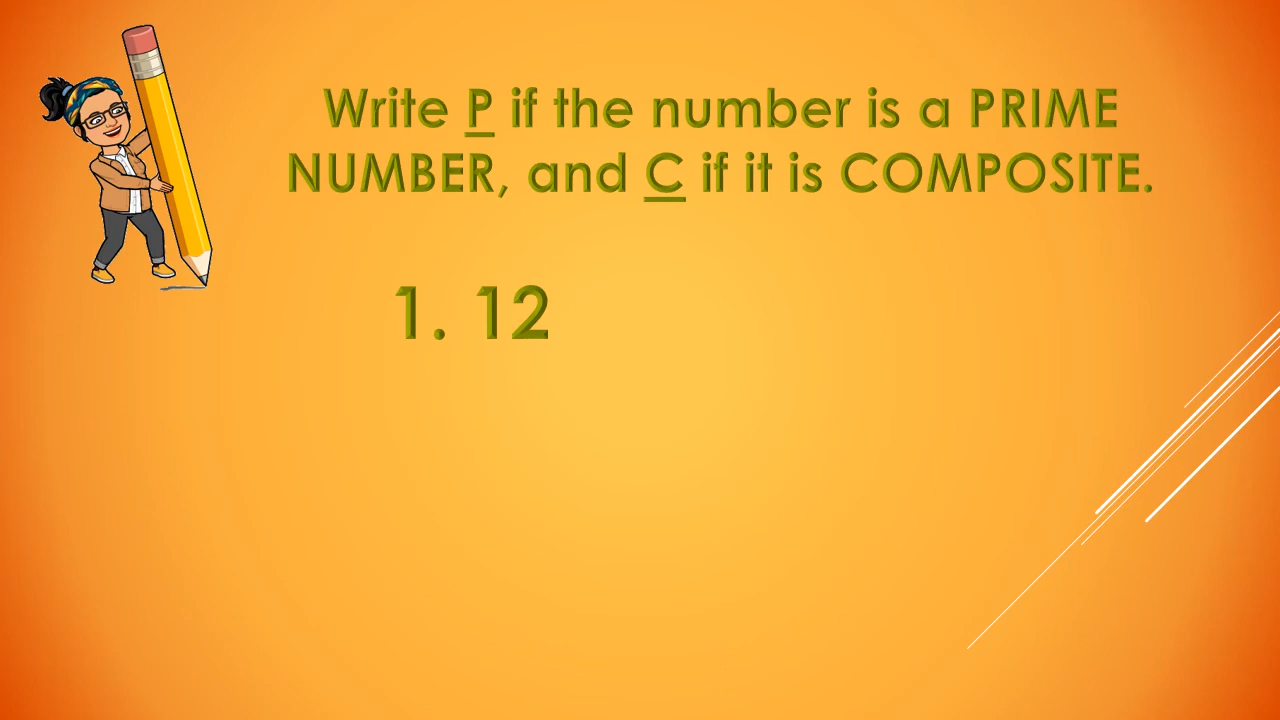 Write P if the number is a PRIME
NUMBER, and C if it is COMPOSITE.
1. 12